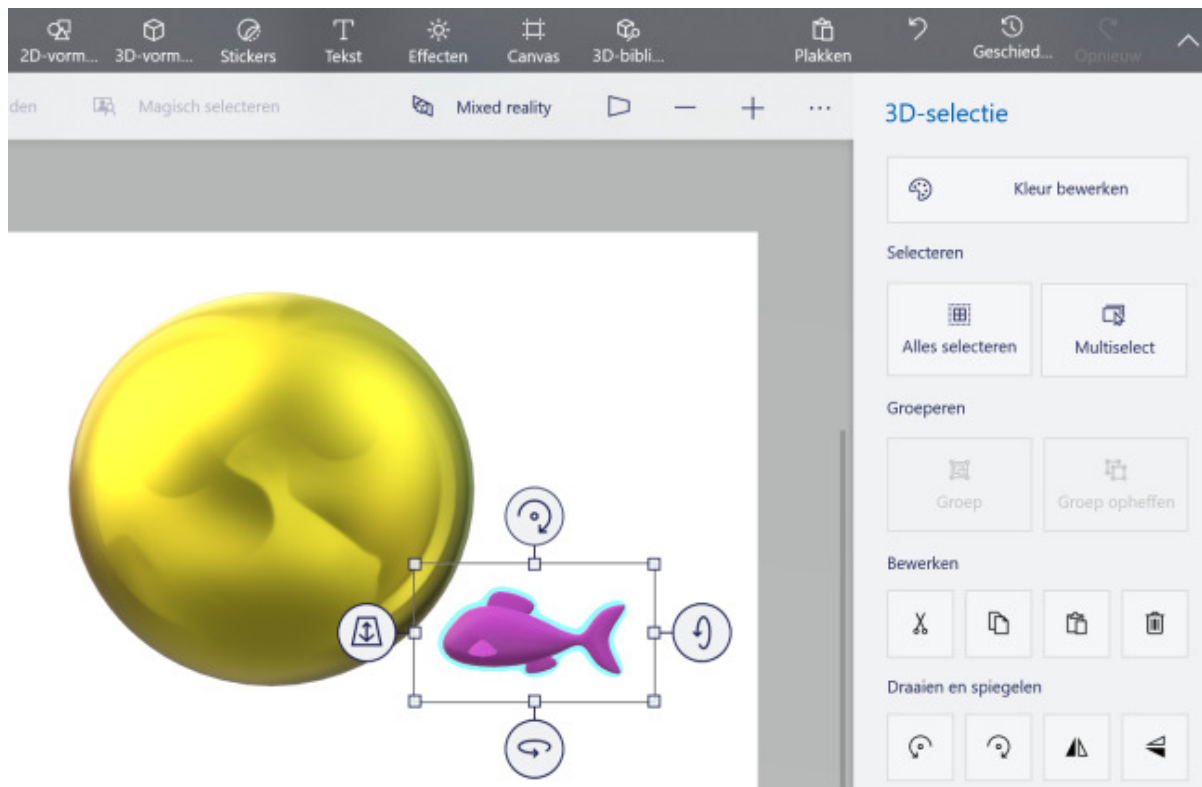 2D-vorm... 3D-vorm... Stickers Tekst Effecten Canvas 3D-bibli... Plakken Geschied... Opnieuw
den Magisch selecteren Mixed reality ...
3D-selectie
Kleur bewerken
Selecteren
Alles selecteren Multiselect
Groeperen
Groep Groep opheffen
Bewerken
Draaien en spiegelen